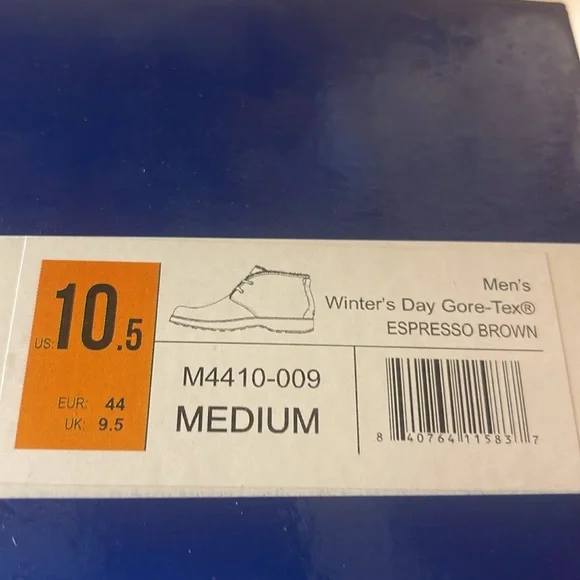 US: 10.5
EUR: 44
UK: 9.5
Men's
Winter's Day Gore-Tex®
ESPRESSO BROWN
M4410-009
MEDIUM
8 40764 11583 7